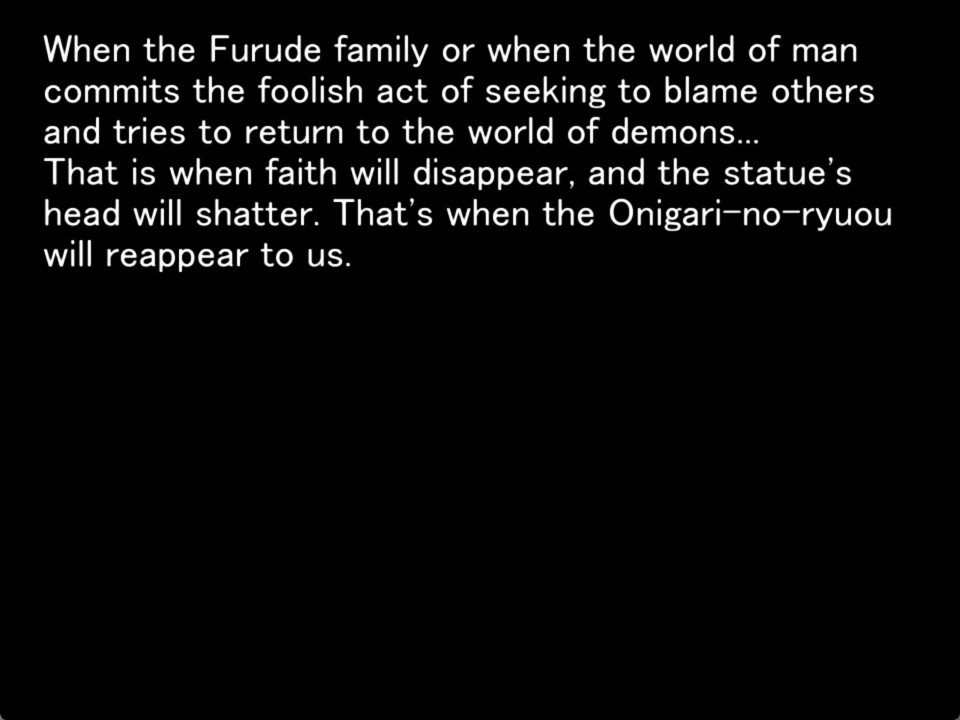 When the Furude family or when the world of man
commits the foolish act of seeking to blame others
and tries to return to the world of demons...
That is when faith will disappear, and the statue's
head will shatter. That's when the Onigari-no-ryuou
will reappear to us.